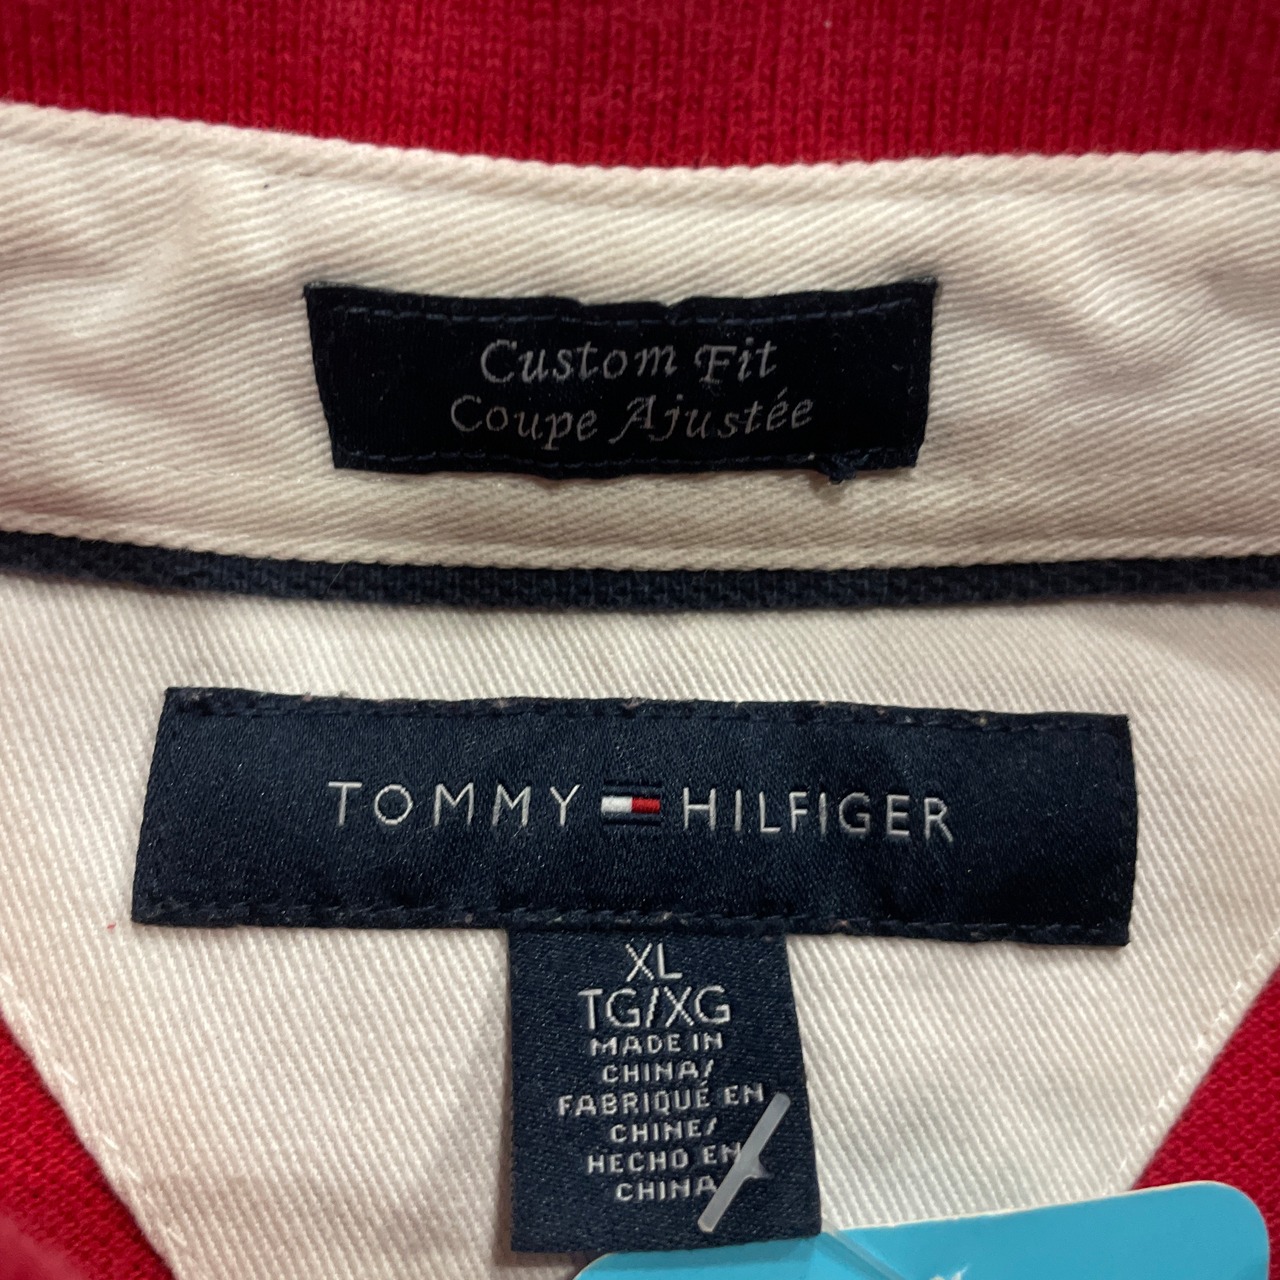 Custom Fit
Coupe Ajustée
TOMMY HILFIGER
XL
TG/XG
MADE IN
CHINA/
FABRIQUÉ EN
CHINE/
HECHO EN
CHINA